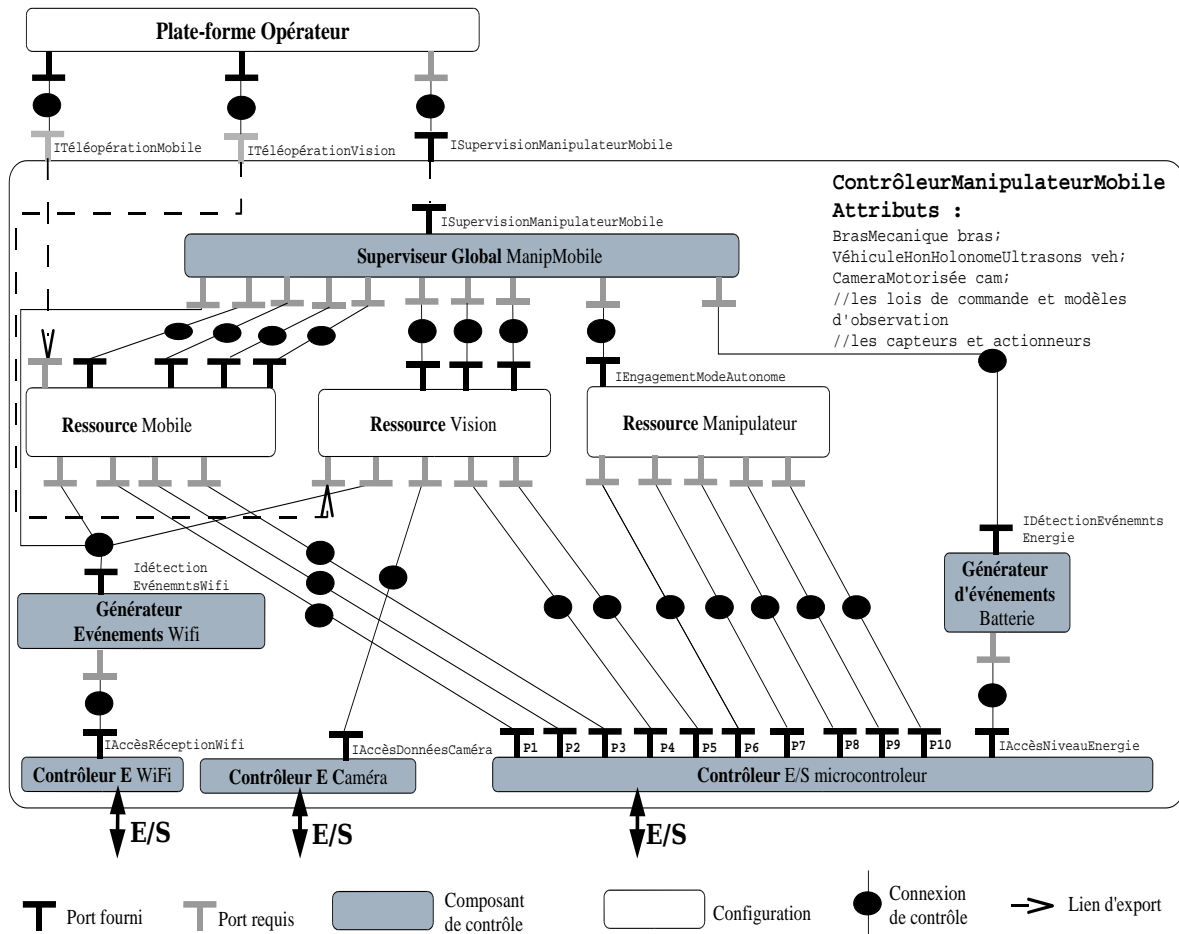 Plate-forme Opérateur
ITéléopérationMobile
ITéléopérationVision
ISupervisionManipulateurMobile
ContrôleurManipulateurMobile
Attributs :
BrasMecanique bras;
VéhiculeHonHolonomeUltrasons veh;
CameraMotorisée cam;
//les lois de commande et modèles
d'observation
//les capteurs et actionneurs
ISupervisionManipulateurMobile
Superviseur Global ManipMobile
IEngagementModeAutonome
Ressource Mobile
Ressource Vision
Ressource Manipulateur
IDétectionEvénemnts
Energie
Idétection
EvénemntsWifi
Générateur
d'événements
Batterie
Générateur
Evénements Wifi
IAccèsRéceptionWifi
IAccèsDonnéesCaméra
P1
P2
P3
P4
P5
P6
P7
P8
P9
P10
IAccèsNiveauEnergie
Contrôleur E WiFi
Contrôleur E Caméra
Contrôleur E/S microcontroleur
E/S
E/S
E/S
Port fourni
Port requis
Composant
de contrôle
Configuration
Connexion
de contrôle
Lien d'export